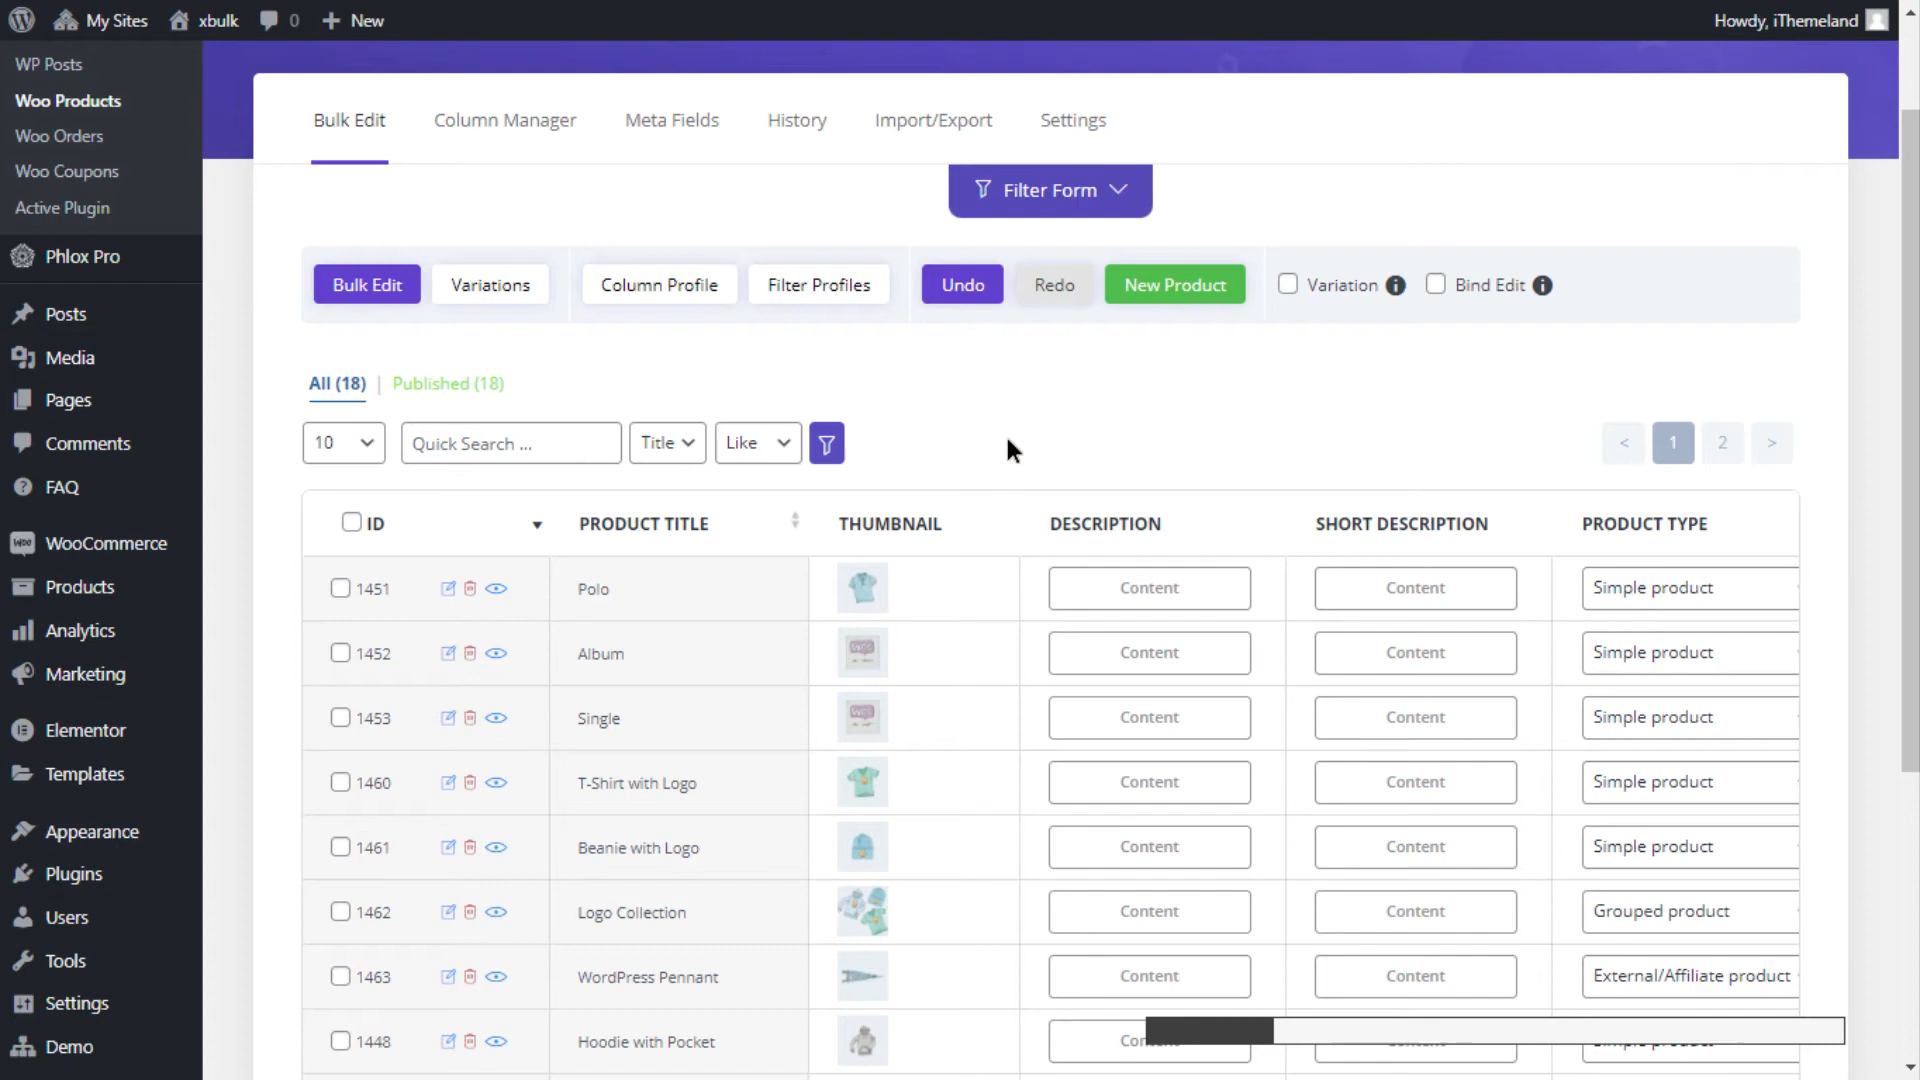 My Sites
xbulk
0
New
Howdy, iThemeland
WP Posts
Woo Products
Woo Orders
Woo Coupons
Active Plugin
Phlox Pro
Posts
Media
Pages
Comments
FAQ
WooCommerce
Products
Analytics
Marketing
Elementor
Templates
Appearance
Plugins
Users
Tools
Settings
Demo
Bulk Edit
Column Manager
Meta Fields
History
Import/Export
Settings
Filter Form
Bulk Edit
Variations
Column Profile
Filter Profiles
Undo
Redo
New Product
Variation
Bind Edit
All (18) | Published (18)
10
Quick Search ...
Title
Like
< 1 2 >
ID PRODUCT TITLE THUMBNAIL DESCRIPTION SHORT DESCRIPTION PRODUCT TYPE
1451 Polo Content Content Simple product
1452 Album Woo Content Content Simple product
1453 Single Woo Content Content Simple product
1460 T-Shirt with Logo Content Content Simple product
1461 Beanie with Logo Content Content Simple product
1462 Logo Collection Content Content Grouped product
1463 WordPress Pennant Content Content External/Affiliate product
1448 Hoodie with Pocket